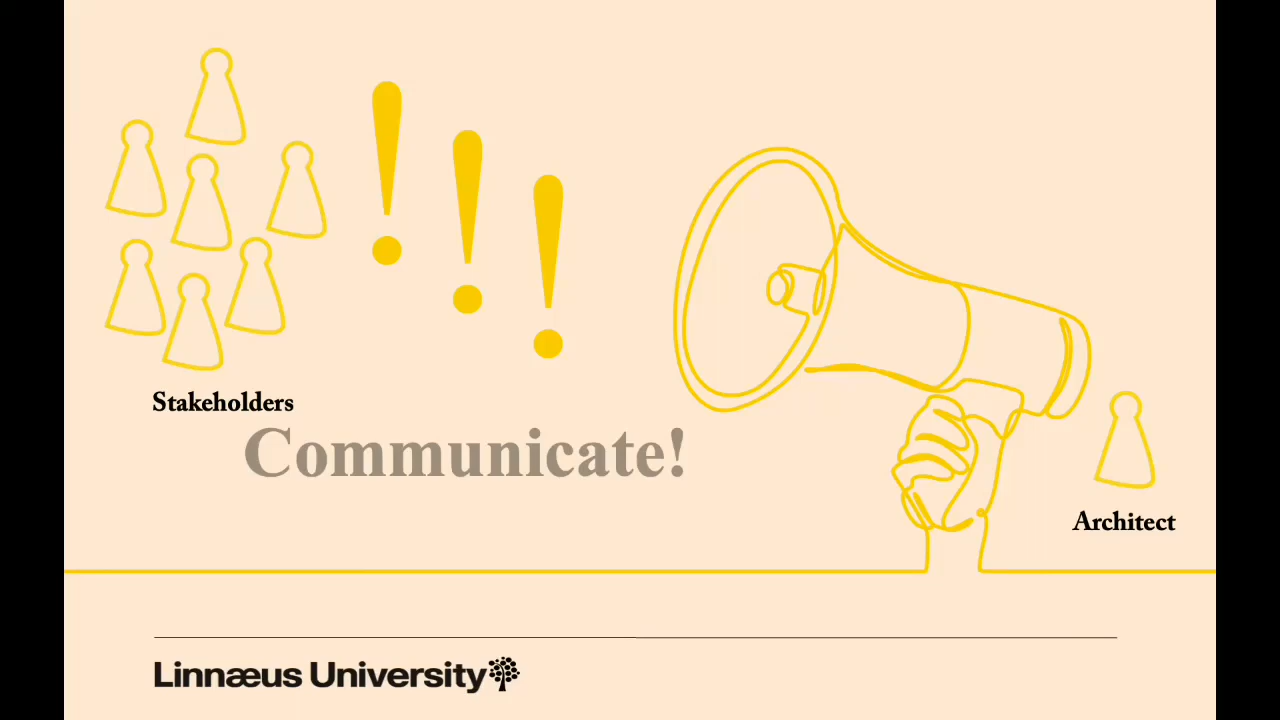 ! ! !
Stakeholders
Communicate!
Architect
Linnæus University